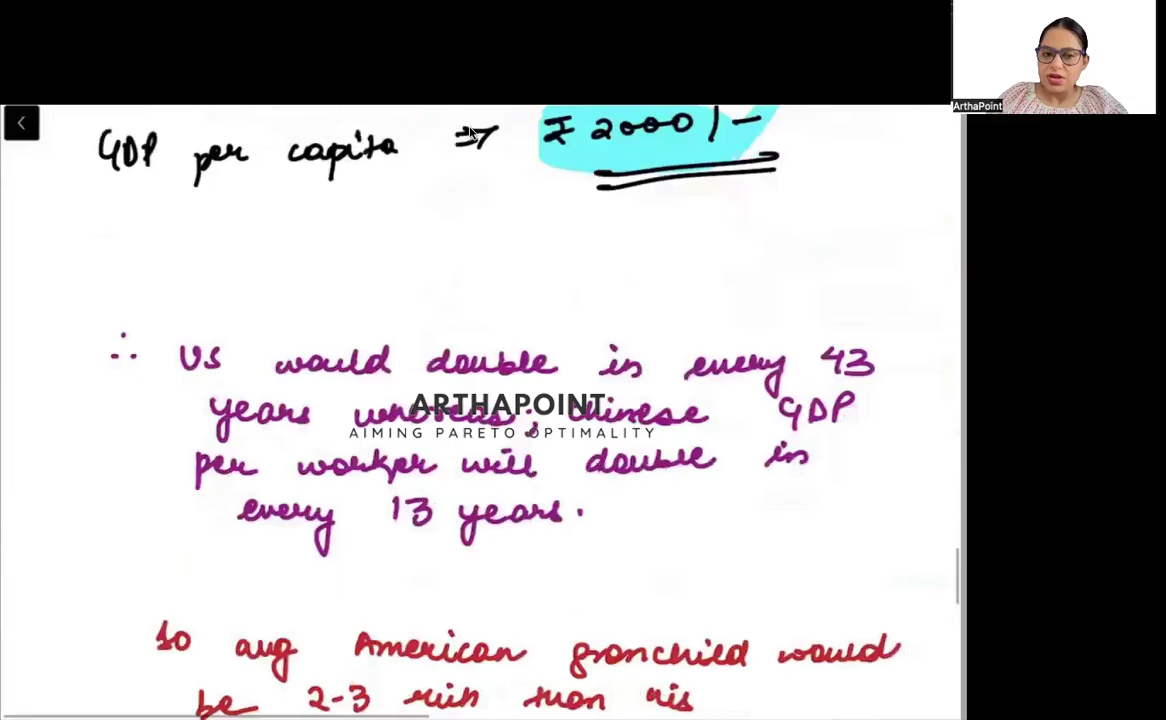 ArthaPoint
GDP per capita ⇒ ₹ 2000/-
∴ US would double in every 43
years whereas, chinese GDP
ARTHAPOINT
AIMING PARETO OPTIMALITY
per worker will double in
every 13 years.
so avg American granchild would
be 2-3 rich than his